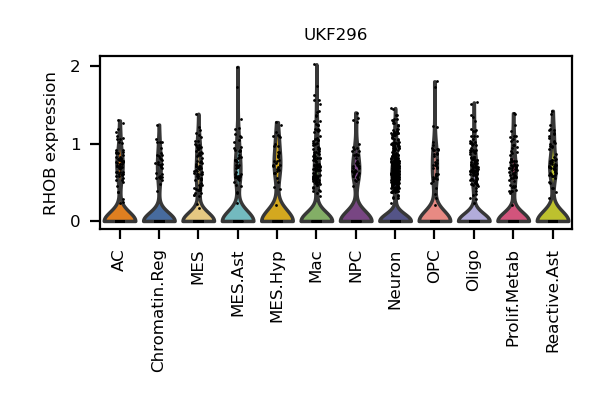 UKF296
RHOB expression
2
1
0
AC
Chromatin.Reg
MES
MES.Ast
MES.Hyp
Mac
NPC
Neuron
OPC
Oligo
Prolif.Metab
Reactive.Ast